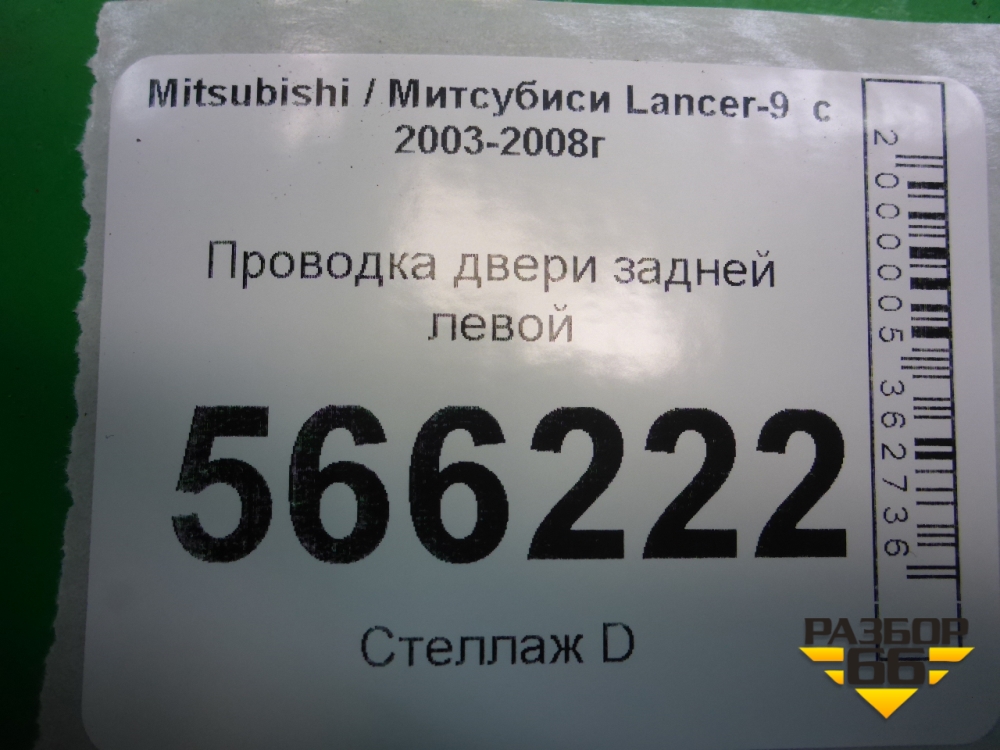 Mitsubishi / Митсубиси Lancer-9 с
2003-2008г
Проводка двери задней
левой
566222
Стеллаж D
2000005362736
РАЗБОР
66